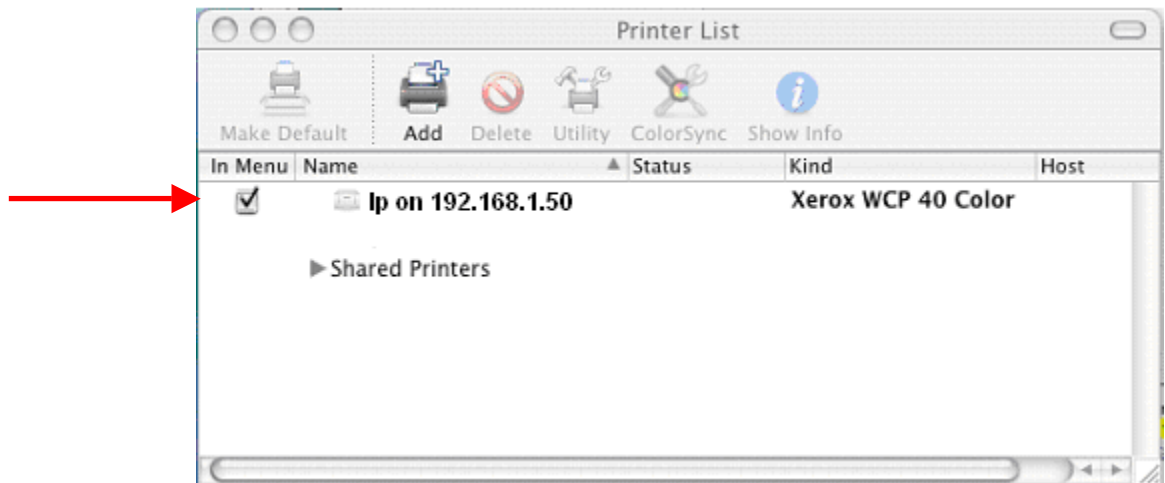 Printer List
Make Default Add Delete Utility ColorSync Show Info
In Menu Name Status Kind Host
lp on 192.168.1.50 Xerox WCP 40 Color
Shared Printers